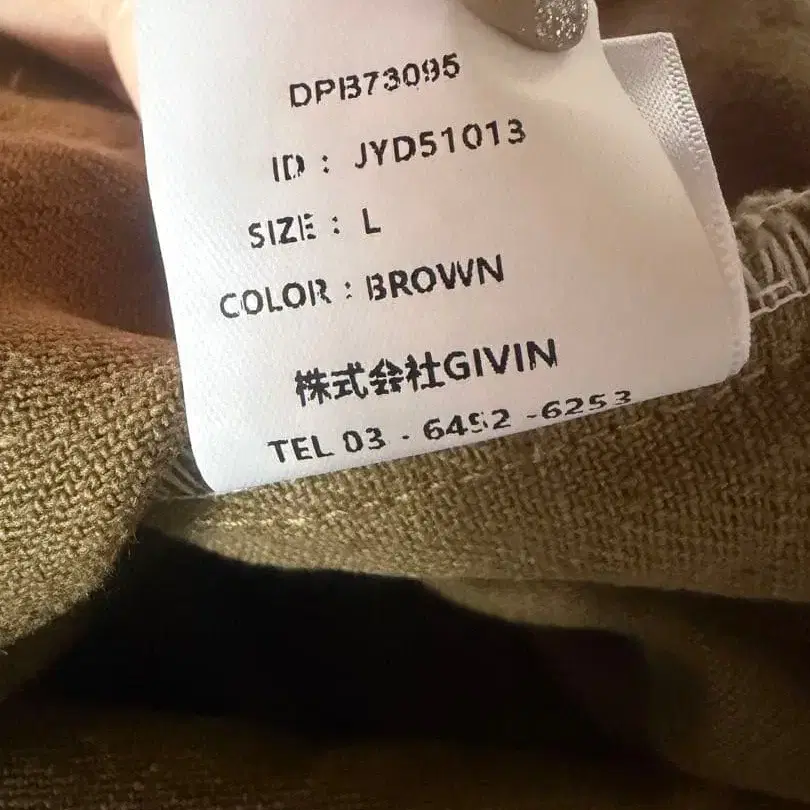 DPB73095
ID : JYD51013
SIZE : L
COLOR : BROWN
株式会社GIVIN
TEL 03 - 6452 -6253